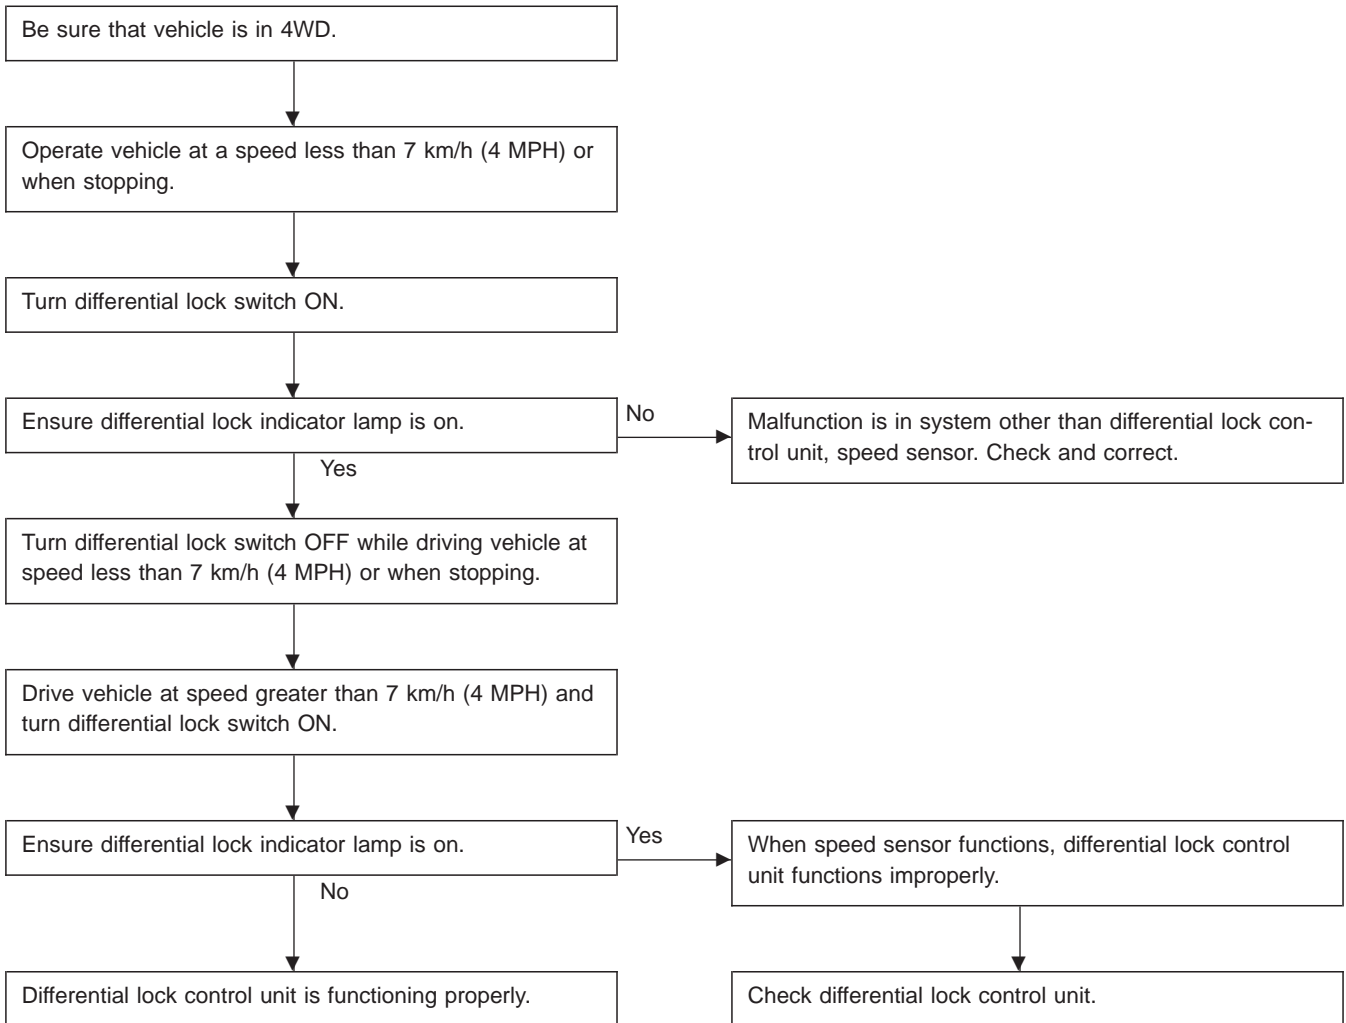 Be sure that vehicle is in 4WD.
Operate vehicle at a speed less than 7 km/h (4 MPH) or
when stopping.
Turn differential lock switch ON.
Ensure differential lock indicator lamp is on.
No
Malfunction is in system other than differential lock con-
trol unit, speed sensor. Check and correct.
Yes
Turn differential lock switch OFF while driving vehicle at
speed less than 7 km/h (4 MPH) or when stopping.
Drive vehicle at speed greater than 7 km/h (4 MPH) and
turn differential lock switch ON.
Ensure differential lock indicator lamp is on.
Yes
When speed sensor functions, differential lock control
unit functions improperly.
No
Differential lock control unit is functioning properly.
Check differential lock control unit.